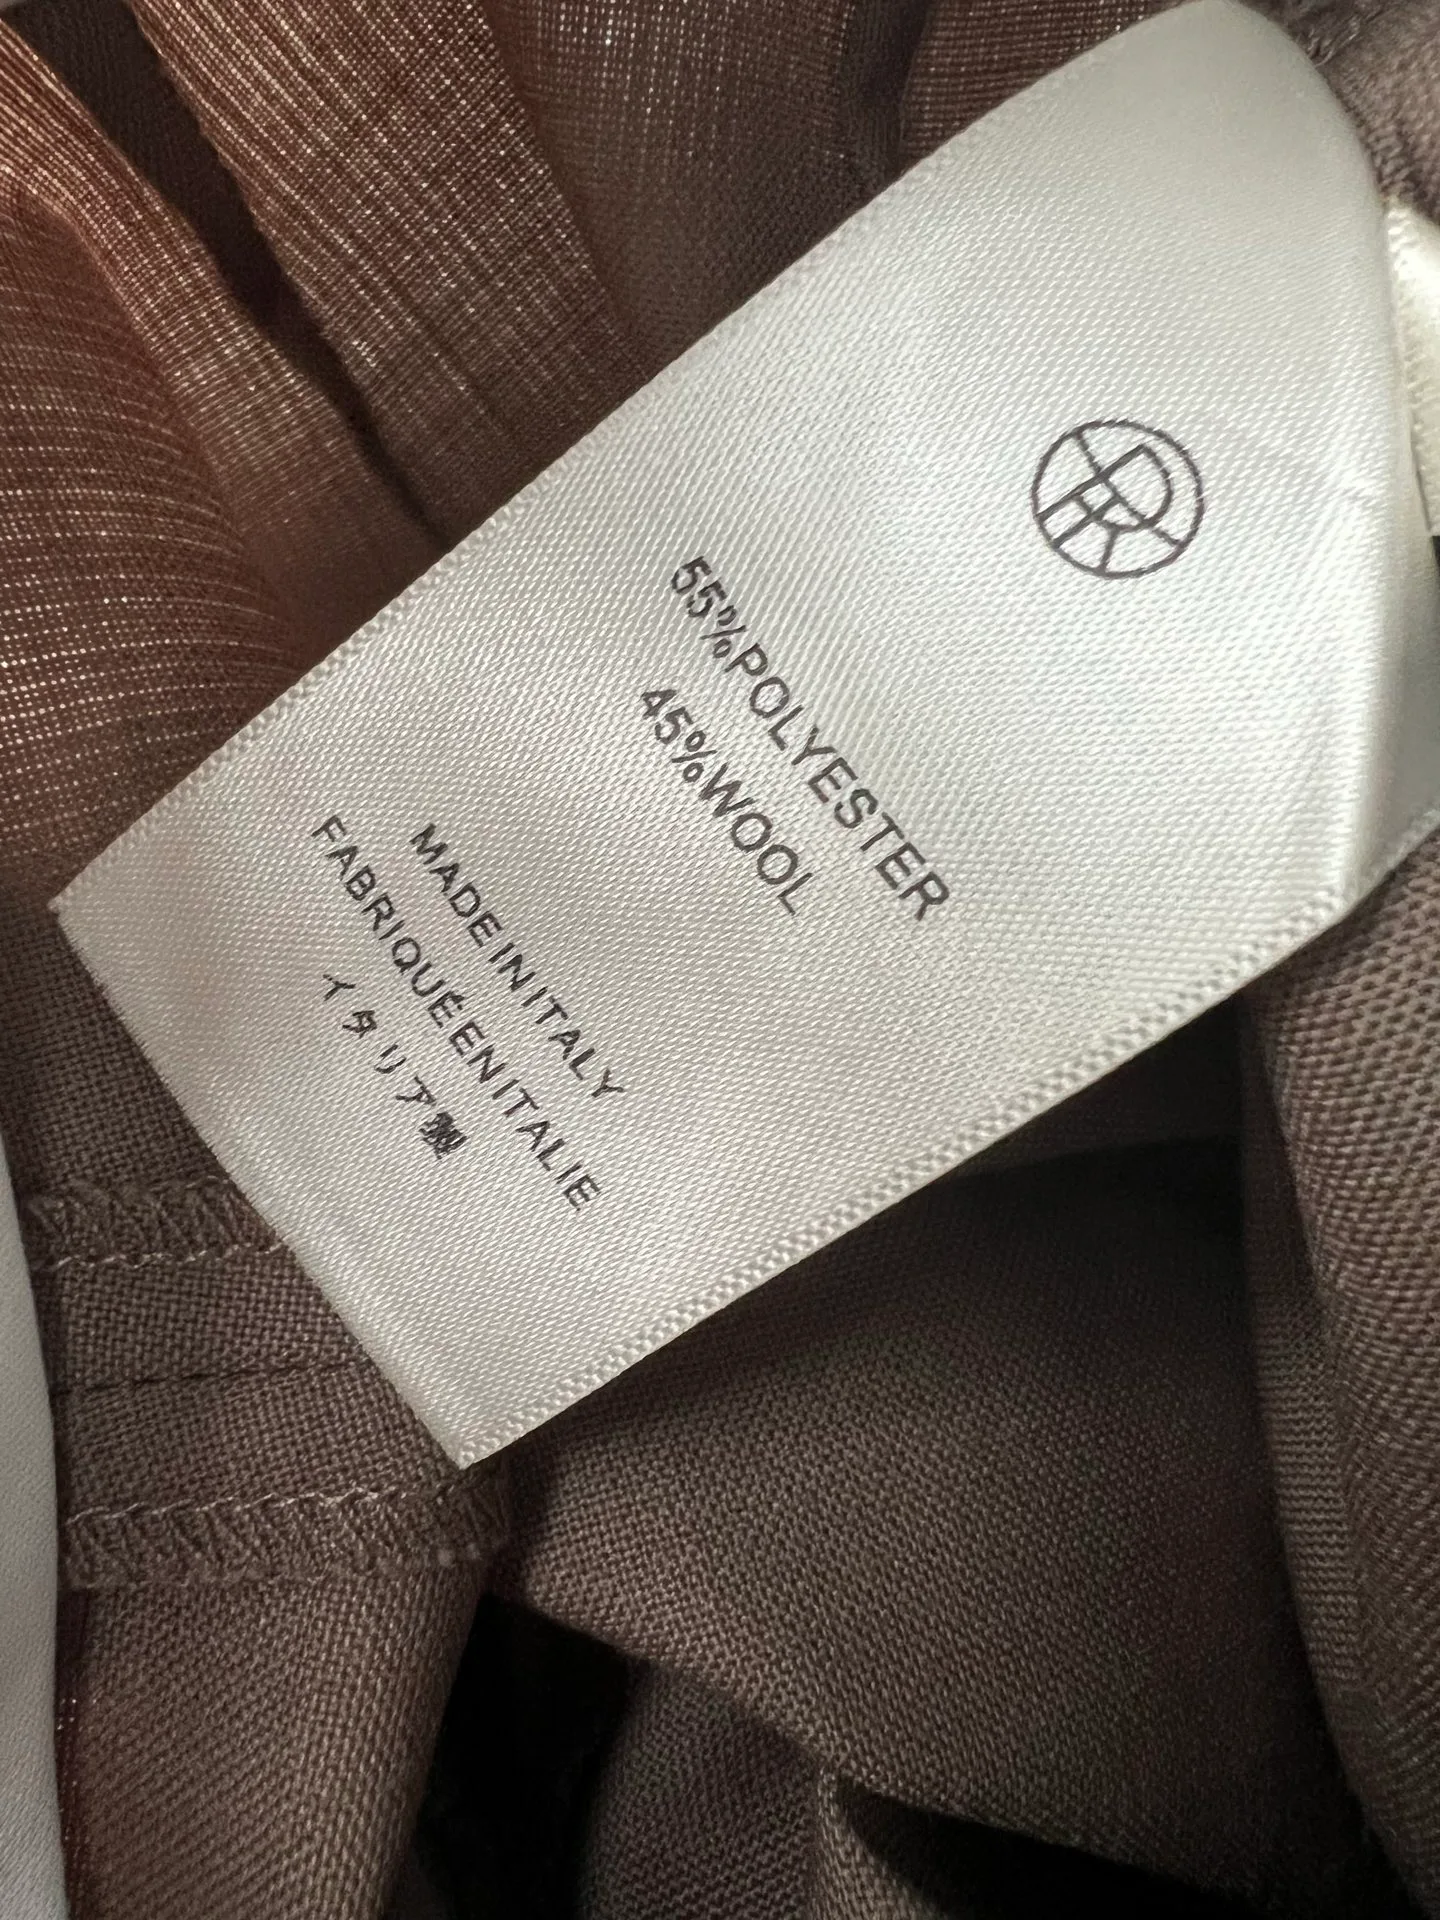 55%POLYESTER
45%WOOL
MADE IN ITALY
FABRIQUÉ EN ITALIE
イタリア製